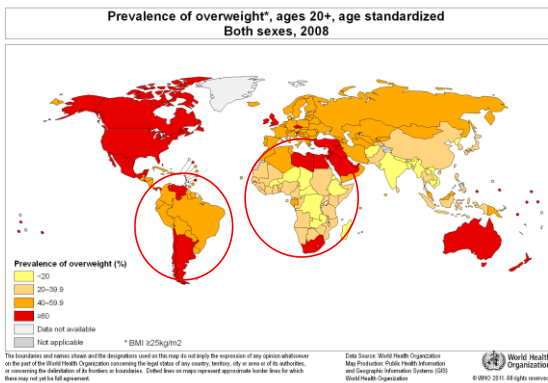 Prevalence of overweight*, ages 20+, age standardized
Both sexes, 2008
Prevalence of overweight (%)
<20
20–39.9
40–59.9
≥60
Data not available
Not applicable
* BMI ≥25kg/m2
The boundaries and names shown and the designations used on this map do not imply the expression of any opinion whatsoever
on the part of the World Health Organization concerning the legal status of any country, territory, city or area or of its authorities,
or concerning the delimitation of its frontiers or boundaries. Dotted lines on maps represent approximate border lines for which
there may not yet be full agreement.
Data Source: World Health Organization
Map Production: Public Health Information
and Geographic Information Systems (GIS)
World Health Organization
World Health
Organization
© WHO 2011. All rights reserved.